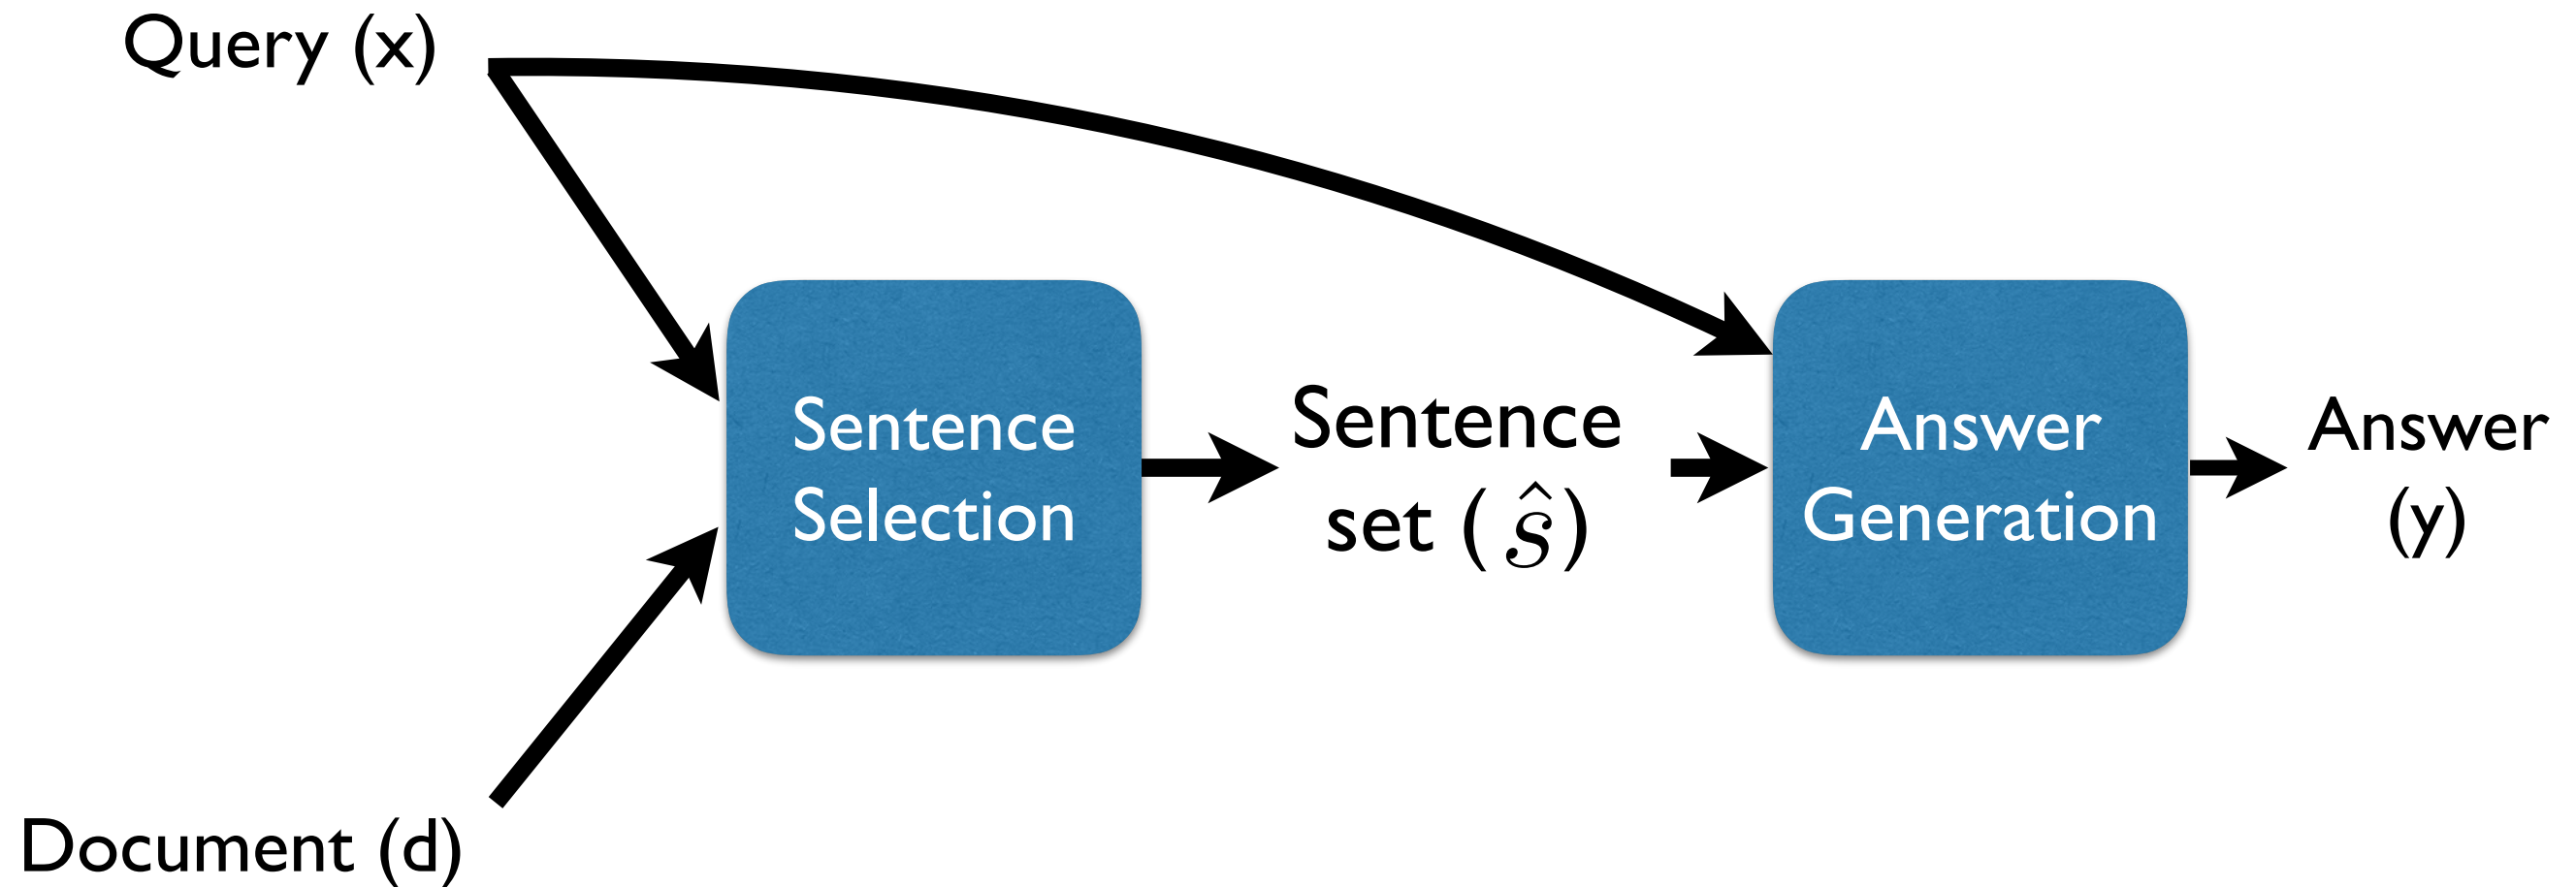 Query (x)
Sentence
Selection
Sentence
set (ŝ)
Answer
Generation
Answer
(y)
Document (d)